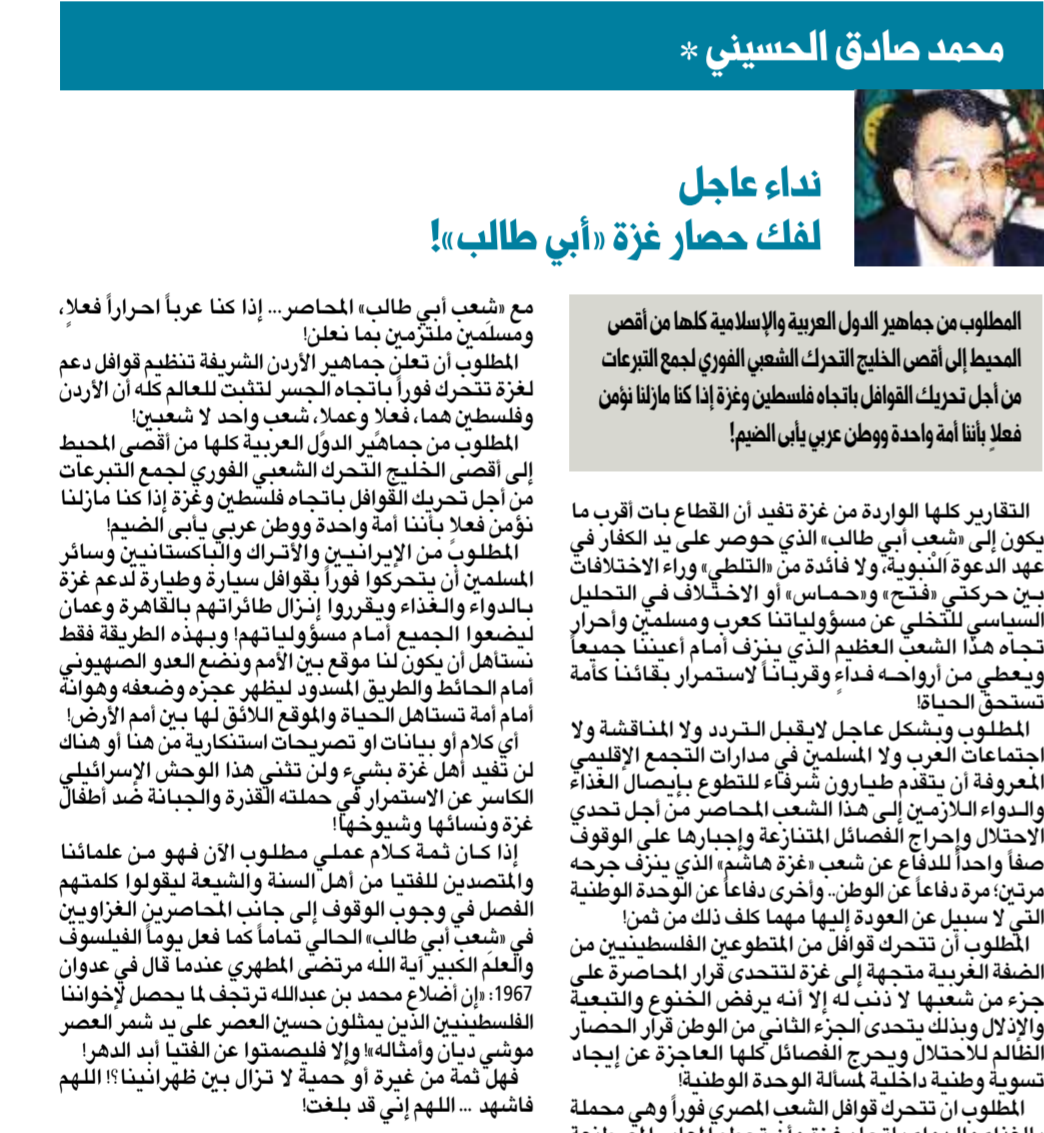 محمد صادق الحسيني *
نداء عاجل
لفك حصار غزة «أبي طالب»!
المطلوب من جماهير الدول العربية والإسلامية كلها من أقصى
المحيط إلى أقصى الخليج التحرك الشعبي الفوري لجمع التبرعات
من أجل تحريك القوافل باتجاه فلسطين وغزة إذا كنا مازلنا نؤمن
فعلاً بأننا أمة واحدة ووطن عربي يأبى الضيم!
التقارير كلها الواردة من غزة تفيد أن القطاع بات أقرب ما
يكون إلى «شعب أبي طالب» الذي حوصر على يد الكفار في
عهد الدعوة النبوية، ولا فائدة من «التلطي» وراء الاختلافات
بين حركتي «فتح» و«حماس» أو الاختلاف في التحليل
السياسي للتخلي عن مسؤولياتنا كعرب ومسلمين وأحرار
تجاه هذا الشعب العظيم الذي ينزف أمام أعيننا جميعاً
ويعطي من أرواحه فداء وقرباناً لاستمرار بقائنا كأمة
تستحق الحياة!
المطلوب وبشكل عاجل لايقبل التردد ولا المناقشة ولا
اجتماعات العرب ولا المسلمين في مدارات التجمع الإقليمي
المعروفة أن يتقدم طيارون شرفاء للتطوع بإيصال الغذاء
والدواء اللازمين إلى هذا الشعب المحاصر من أجل تحدي
الاحتلال وإحراج الفصائل المتنازعة وإجبارها على الوقوف
صفاً واحداً للدفاع عن شعب «غزة هاشم» الذي ينزف جرحه
مرتين؛ مرة دفاعاً عن الوطن.. وأخرى دفاعاً عن الوحدة الوطنية
التي لا سبيل عن العودة إليها مهما كلف ذلك من ثمن!
المطلوب أن تتحرك قوافل من المتطوعين الفلسطينيين من
الضفة الغربية متجهة إلى غزة لتتحدى قرار المحاصرة على
جزء من شعبها لا ذنب له إلا أنه يرفض الخنوع والتبعية
والإذلال وبذلك يتحدى الجزء الثاني من الوطن قرار الحصار
الظالم للاحتلال ويحرج الفصائل كلها العاجزة عن إيجاد
تسوية وطنية داخلية لمسألة الوحدة الوطنية!
المطلوب ان تتحرك قوافل الشعب المصري فوراً وهي محملة
مع «شعب أبي طالب» المحاصر... إذا كنا عرباً احراراً فعلاً،
ومسلمين ملتزمين بما نعلن!
المطلوب أن تعلن جماهير الأردن الشريفة تنظيم قوافل دعم
لغزة تتحرك فوراً باتجاه الجسر لتثبت للعالم كله أن الأردن
وفلسطين هما، فعلاً وعملا، شعب واحد لا شعبين!
المطلوب من جماهير الدول العربية كلها من أقصى المحيط
إلى أقصى الخليج التحرك الشعبي الفوري لجمع التبرعات
من أجل تحريك القوافل باتجاه فلسطين وغزة إذا كنا مازلنا
نؤمن فعلاً بأننا أمة واحدة ووطن عربي يأبى الضيم!
المطلوب من الإيرانيين والأتراك والباكستانيين وسائر
المسلمين أن يتحركوا فوراً بقوافل سيارة وطيارة لدعم غزة
بالدواء والغذاء ويقرروا إنزال طائراتهم بالقاهرة وعمان
ليضعوا الجميع أمام مسؤولياتهم! وبهذه الطريقة فقط
نستأهل أن يكون لنا موقع بين الأمم ونضع العدو الصهيوني
أمام الحائط والطريق المسدود ليظهر عجزه وضعفه وهوانه
أمام أمة تستاهل الحياة والموقع اللائق لها بين أمم الأرض!
أي كلام أو بيانات او تصريحات استنكارية من هنا أو هناك
لن تفيد أهل غزة بشيء ولن تثني هذا الوحش الإسرائيلي
الكاسر عن الاستمرار في حملته القذرة والجبانة ضد أطفال
غزة ونسائها وشيوخها!
إذا كان ثمة كلام عملي مطلوب الآن فهو من علمائنا
والمتصدين للفتيا من أهل السنة والشيعة ليقولوا كلمتهم
الفصل في وجوب الوقوف إلى جانب المحاصرين الغزاويين
في «شعب أبي طالب» الحالي تماماً كما فعل يوماً الفيلسوف
والعلم الكبير آية الله مرتضى المطهري عندما قال في عدوان
1967: «إن أضلاع محمد بن عبدالله ترتجف لما يحصل لإخواننا
الفلسطينيين الذين يمثلون حسين العصر على يد شمر العصر
موشي ديان وأمثاله»! وإلا فليصمتوا عن الفتيا أبد الدهر!
فهل ثمة من غيرة أو حمية لا تزال بين ظهرانينا؟! اللهم
فاشهد ... اللهم إني قد بلغت!